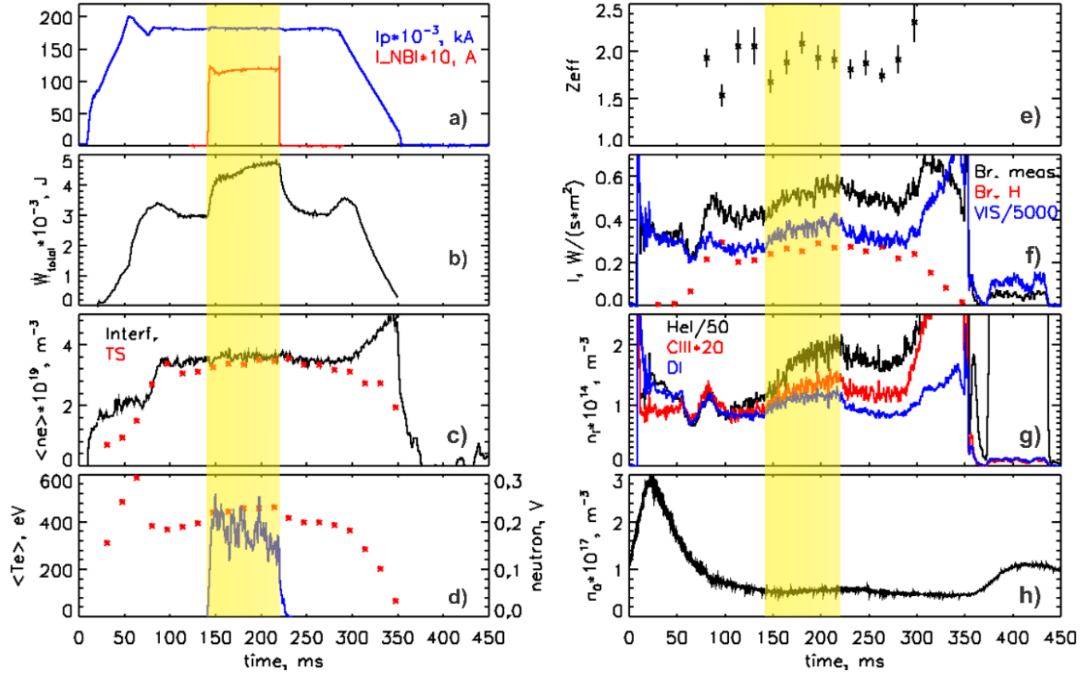 Ip*10⁻³, kA
I_NBI*10, A
200
150
100
50
0
a)
W_total*10⁻³, J
5
4
3
2
1
0
b)
<ne>*10¹⁹, m⁻³
Interf.
TS
4
2
0
c)
<Te>, eV
600
400
200
0
0,3
0,2
0,1
0,0
neutron, V
d)
0 50 100 150 200 250 300 350 400 450
time, ms
Zeff
2.5
2.0
1.5
1.0
e)
I, W/(s*m²)
0.6
0.4
0.2
0.0
Br. meas.
Br. H
VIS/5000
f)
n_r*10¹⁴, m⁻³
HeI/50
CIII*20
DI
2
1
0
g)
n₀*10¹⁷, m⁻³
3
2
1
0
h)
0 50 100 150 200 250 300 350 400 450
time, ms